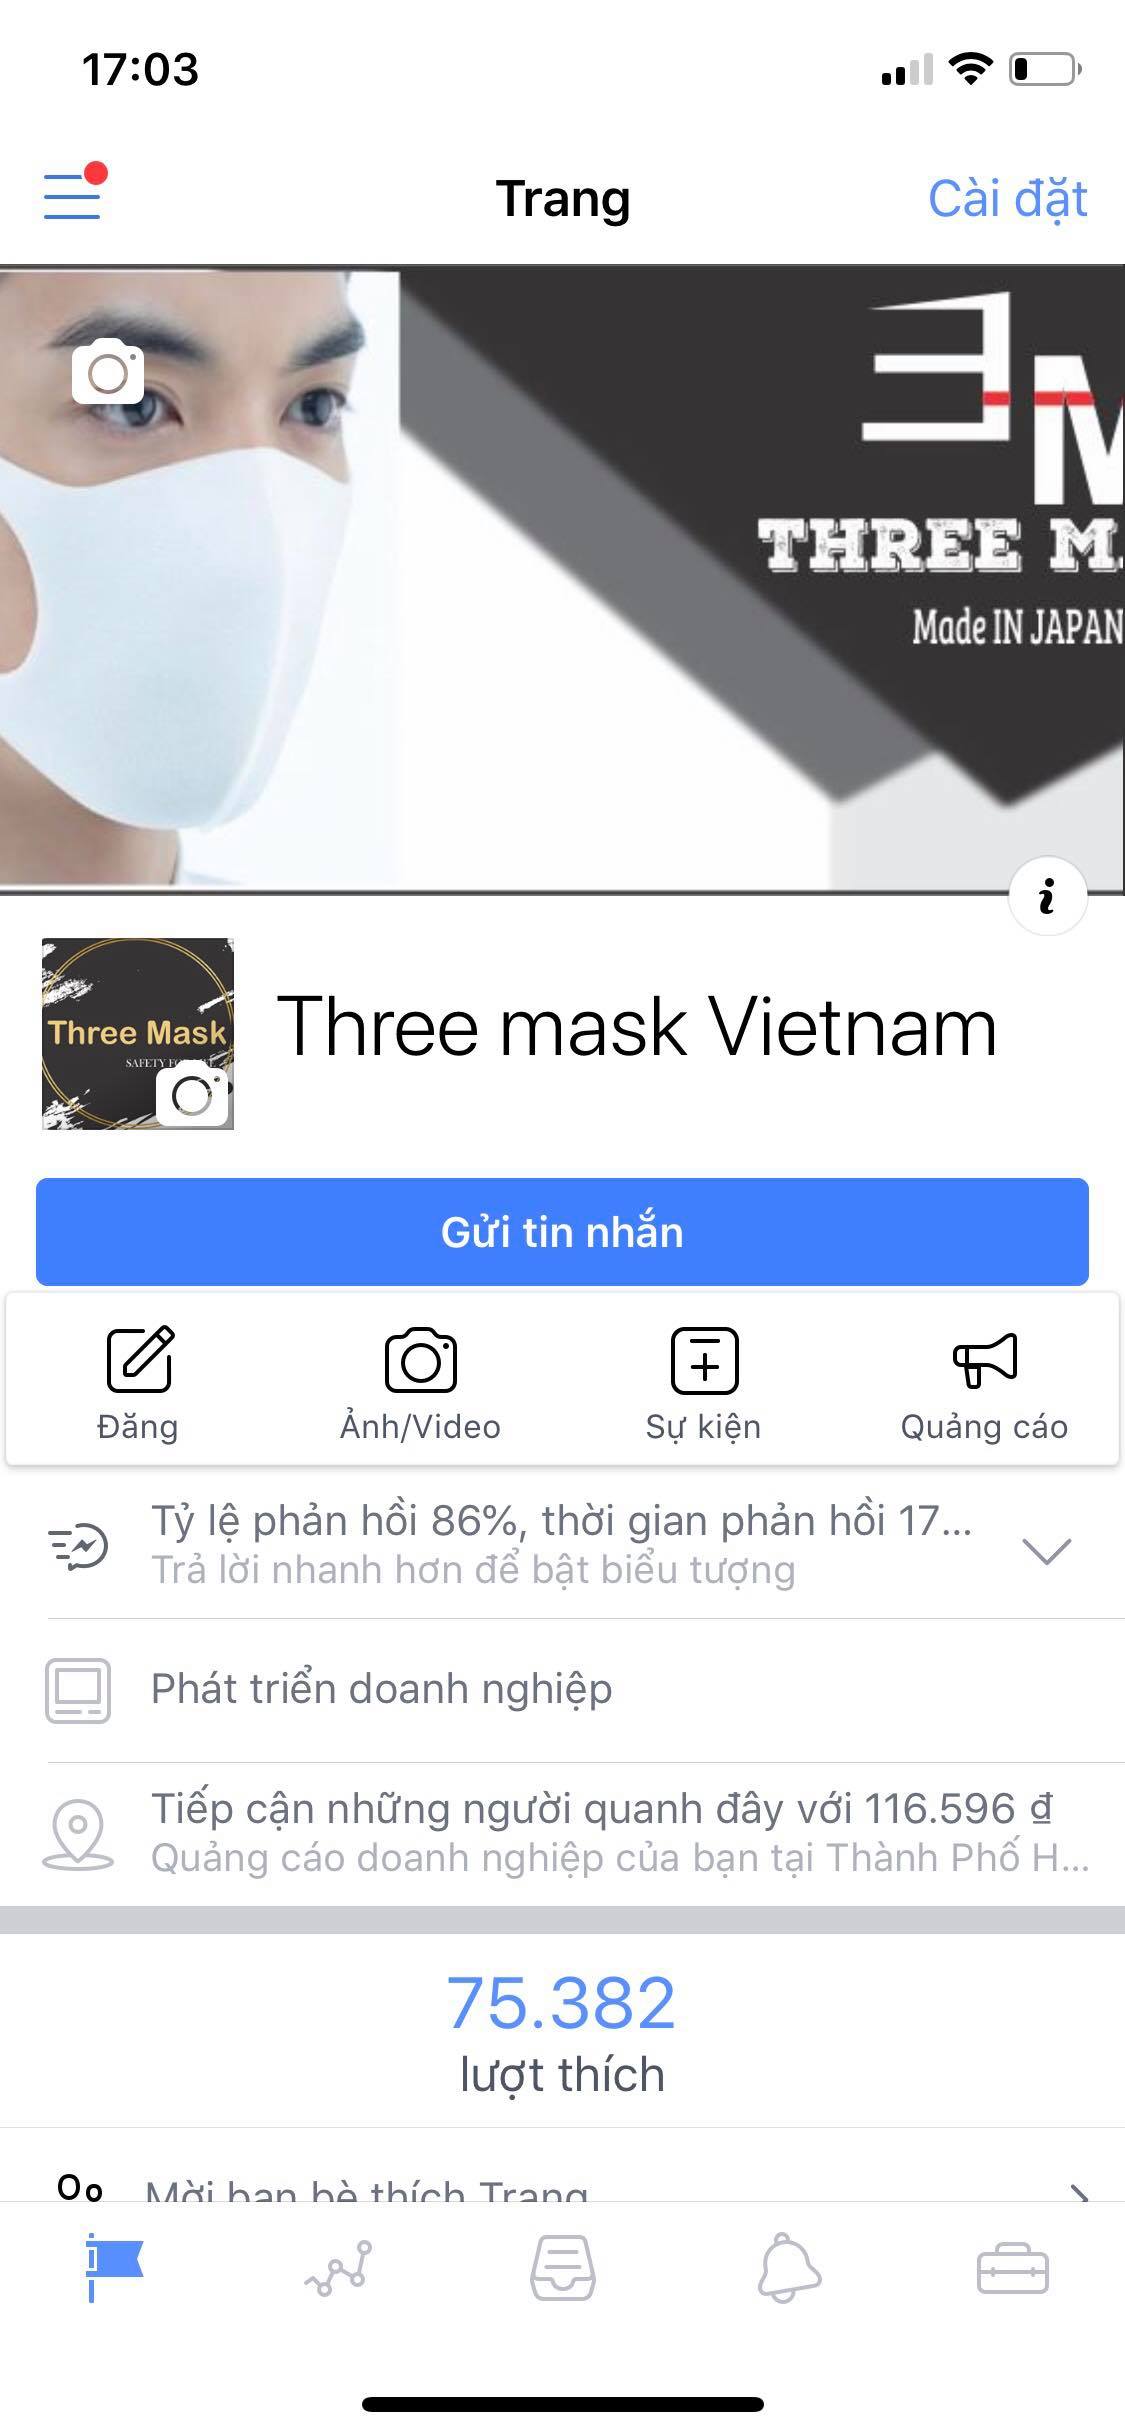 17:03
Trang
Cài đặt
THREE
Made IN JAPAN
Three Mask
SAFETY
Three mask Vietnam
Gửi tin nhắn
Đăng
Ảnh/Video
Sự kiện
Quảng cáo
Tỷ lệ phản hồi 86%, thời gian phản hồi 17...
Trả lời nhanh hơn để bật biểu tượng
Phát triển doanh nghiệp
Tiếp cận những người quanh đây với 116.596 ₫
Quảng cáo doanh nghiệp của bạn tại Thành Phố H...
75.382
lượt thích
Mời bạn bè thích Trang